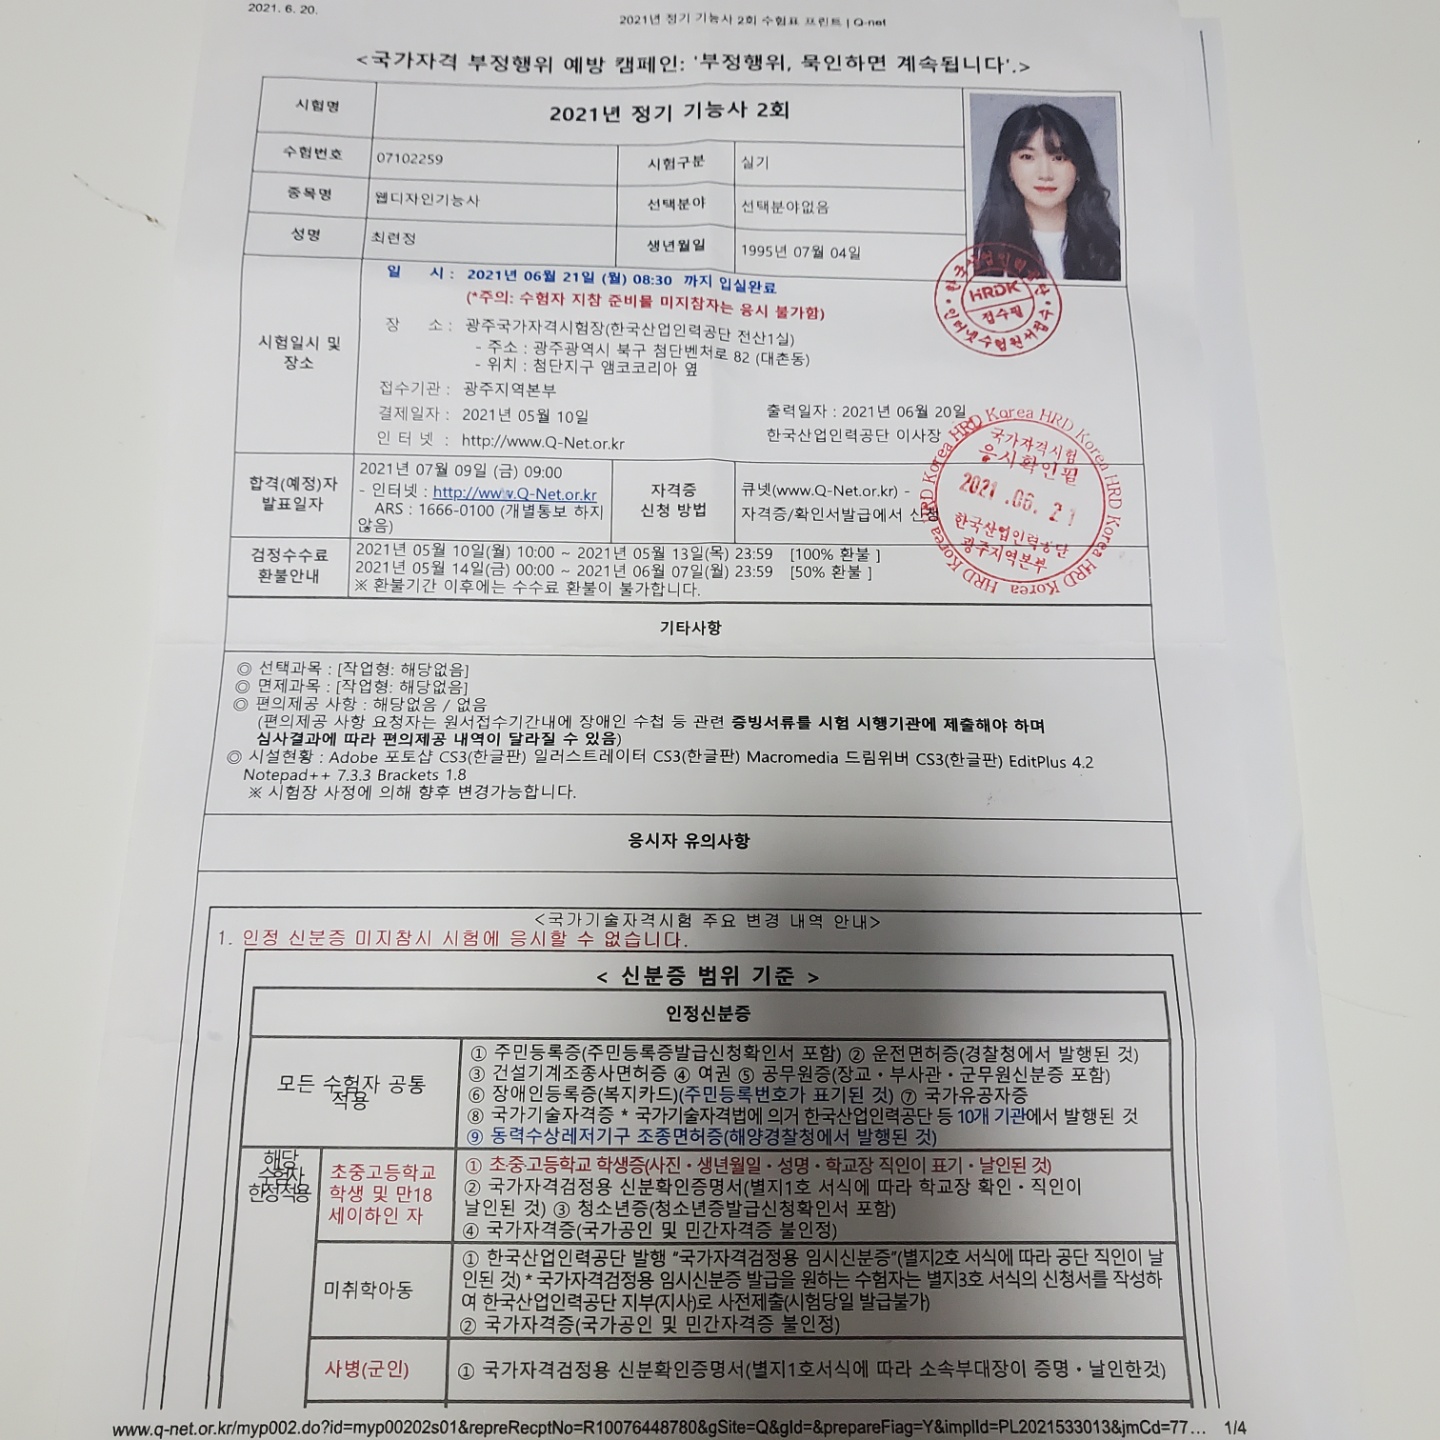 2021. 6. 20.
2021년 정기 기능사 2회 수험표 프린트 | Q-net
<국가자격 부정행위 예방 캠페인: '부정행위, 묵인하면 계속됩니다'.>
시험명
2021년 정기 기능사 2회
수험번호
07102259
시험구분
실기
종목명
웹디자인기능사
선택분야
선택분야없음
성명
최련정
생년월일
1995년 07월 04일
시험일시 및
장소
일 시 : 2021년 06월 21일 (월) 08:30 까지 입실완료
(*주의: 수험자 지참 준비물 미지참자는 응시 불가함)
장 소 : 광주국가자격시험장(한국산업인력공단 전산1실)
- 주소 : 광주광역시 북구 첨단벤처로 82 (대촌동)
- 위치 : 첨단지구 앰코코리아 옆
접수기관 : 광주지역본부
결제일자 : 2021년 05월 10일
출력일자 : 2021년 06월 20일
인 터 넷 : http://www.Q-Net.or.kr
한국산업인력공단 이사장
한국산업인력공단
HRDK
접수필
인터넷수험원서접수
HRD Korea HRD Korea HRD Korea HRD Korea HRD Korea
국가자격시험
응시확인필
2021 .06. 21
한국산업인력공단
광주지역본부
합격(예정)자
발표일자
2021년 07월 09일 (금) 09:00
- 인터넷 : http://www.Q-Net.or.kr
ARS : 1666-0100 (개별통보 하지
않음)
자격증
신청 방법
큐넷(www.Q-Net.or.kr) -
자격증/확인서발급에서 신청
검정수수료
환불안내
2021년 05월 10일(월) 10:00 ~ 2021년 05월 13일(목) 23:59 [100% 환불 ]
2021년 05월 14일(금) 00:00 ~ 2021년 06월 07일(월) 23:59 [50% 환불 ]
※ 환불기간 이후에는 수수료 환불이 불가합니다.
기타사항
◎ 선택과목 : [작업형: 해당없음]
◎ 면제과목 : [작업형: 해당없음]
◎ 편의제공 사항 : 해당없음 / 없음
(편의제공 사항 요청자는 원서접수기간내에 장애인 수첩 등 관련 증빙서류를 시험 시행기관에 제출해야 하며
심사결과에 따라 편의제공 내역이 달라질 수 있음)
◎ 시설현황 : Adobe 포토샵 CS3(한글판) 일러스트레이터 CS3(한글판) Macromedia 드림위버 CS3(한글판) EditPlus 4.2
Notepad++ 7.3.3 Brackets 1.8
※ 시험장 사정에 의해 향후 변경가능합니다.
응시자 유의사항
<국가기술자격시험 주요 변경 내역 안내>
1. 인정 신분증 미지참시 시험에 응시할 수 없습니다.
< 신분증 범위 기준 >
인정신분증
모든 수험자 공통
적용
① 주민등록증(주민등록증발급신청확인서 포함) ② 운전면허증(경찰청에서 발행된 것)
③ 건설기계조종사면허증 ④ 여권 ⑤ 공무원증(장교・부사관・군무원신분증 포함)
⑥ 장애인등록증(복지카드)(주민등록번호가 표기된 것) ⑦ 국가유공자증
⑧ 국가기술자격증 * 국가기술자격법에 의거 한국산업인력공단 등 10개 기관에서 발행된 것
⑨ 동력수상레저기구 조종면허증(해양경찰청에서 발행된 것)
해당
수험자
한정적용
초중고등학교
학생 및 만18
세이하인 자
① 초중고등학교 학생증(사진・생년월일・성명・학교장 직인이 표기・날인된 것)
② 국가자격검정용 신분확인증명서(별지1호 서식에 따라 학교장 확인・직인이
날인된 것) ③ 청소년증(청소년증발급신청확인서 포함)
④ 국가자격증(국가공인 및 민간자격증 불인정)
미취학아동
① 한국산업인력공단 발행 "국가자격검정용 임시신분증"(별지2호 서식에 따라 공단 직인이 날
인된 것) * 국가자격검정용 임시신분증 발급을 원하는 수험자는 별지3호 서식의 신청서를 작성하
여 한국산업인력공단 지부(지사)로 사전제출(시험당일 발급불가)
② 국가자격증(국가공인 및 민간자격증 불인정)
사병(군인)
① 국가자격검정용 신분확인증명서(별지1호서식에 따라 소속부대장이 증명・날인한것)
www.q-net.or.kr/myp002.do?id=myp00202s01&repreRecptNo=R10076448780&gSite=Q&gId=&prepareFiag=Y&implId=PL2021533013&jmCd=77... 1/4